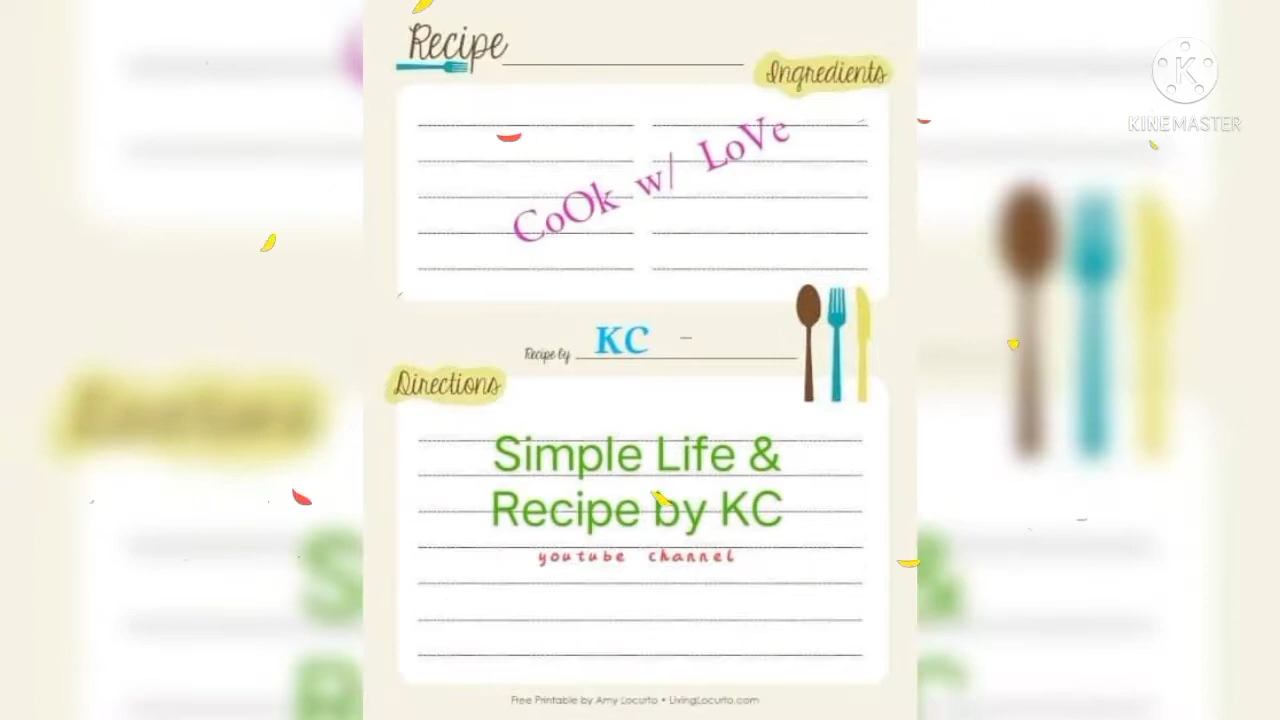 Recipe
Ingredients
CoOk w/ LoVe
Recipe by KC
Directions
Simple Life &
Recipe by KC
youtube channel
Free Printable by Amy Locurto • LivingLocurto.com
K
KINEMASTER